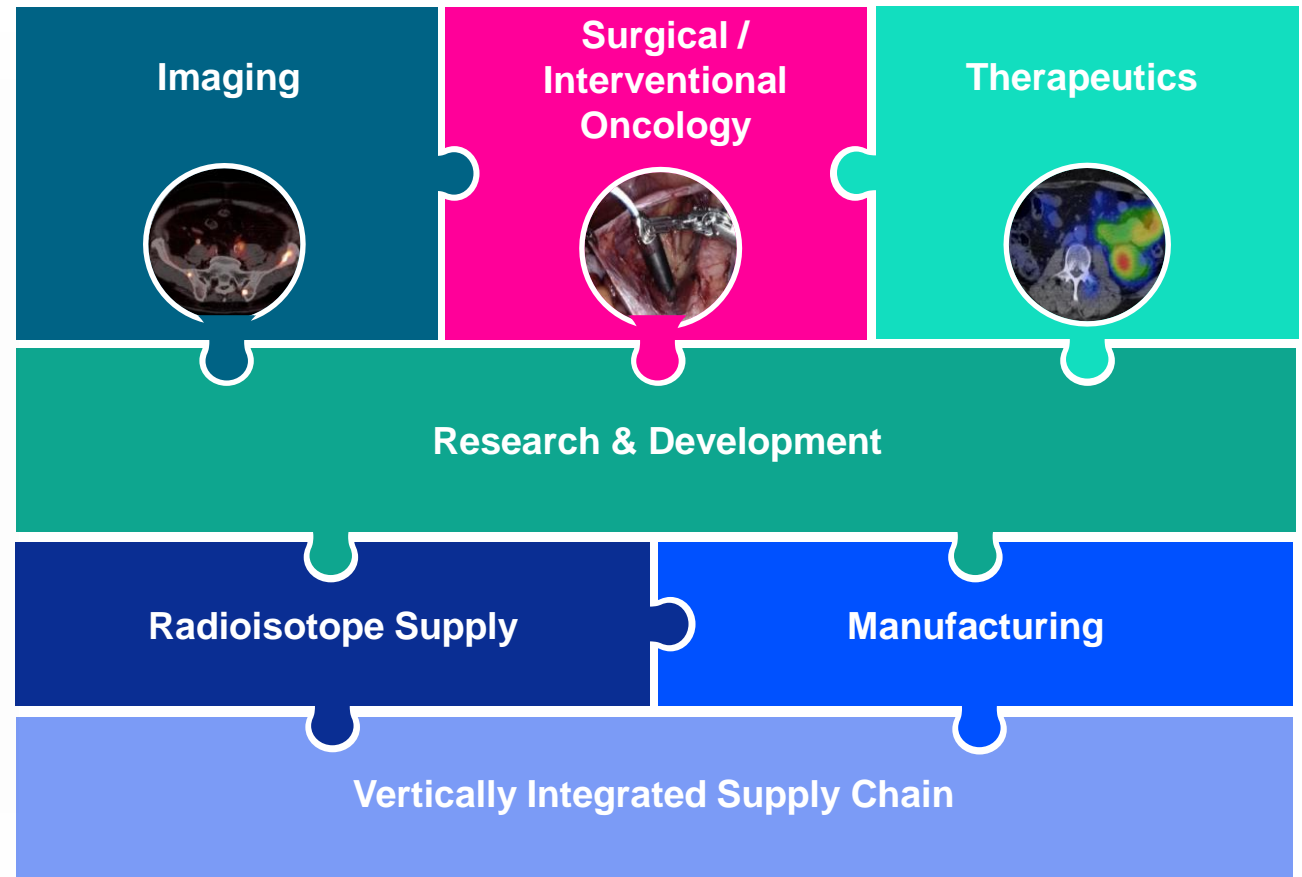 Imaging
Surgical /
Interventional
Oncology
Therapeutics
Research & Development
Radioisotope Supply
Manufacturing
Vertically Integrated Supply Chain